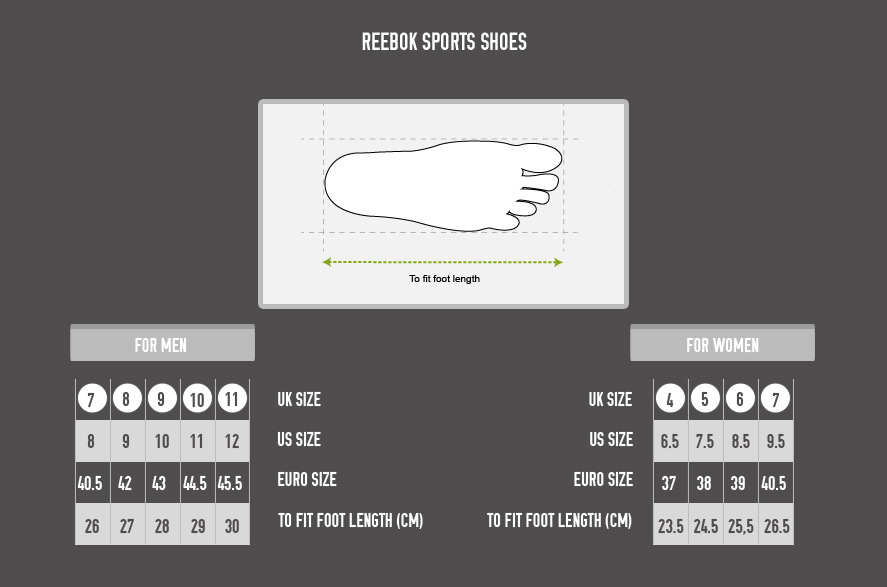 REEBOK SPORTS SHOES
To fit foot length
FOR MEN
7 8 9 10 11 UK SIZE
8 9 10 11 12 US SIZE
40.5 42 43 44.5 45.5 EURO SIZE
26 27 28 29 30 TO FIT FOOT LENGTH (CM)
FOR WOMEN
UK SIZE 4 5 6 7
US SIZE 6.5 7.5 8.5 9.5
EURO SIZE 37 38 39 40.5
TO FIT FOOT LENGTH (CM) 23.5 24.5 25,5 26.5